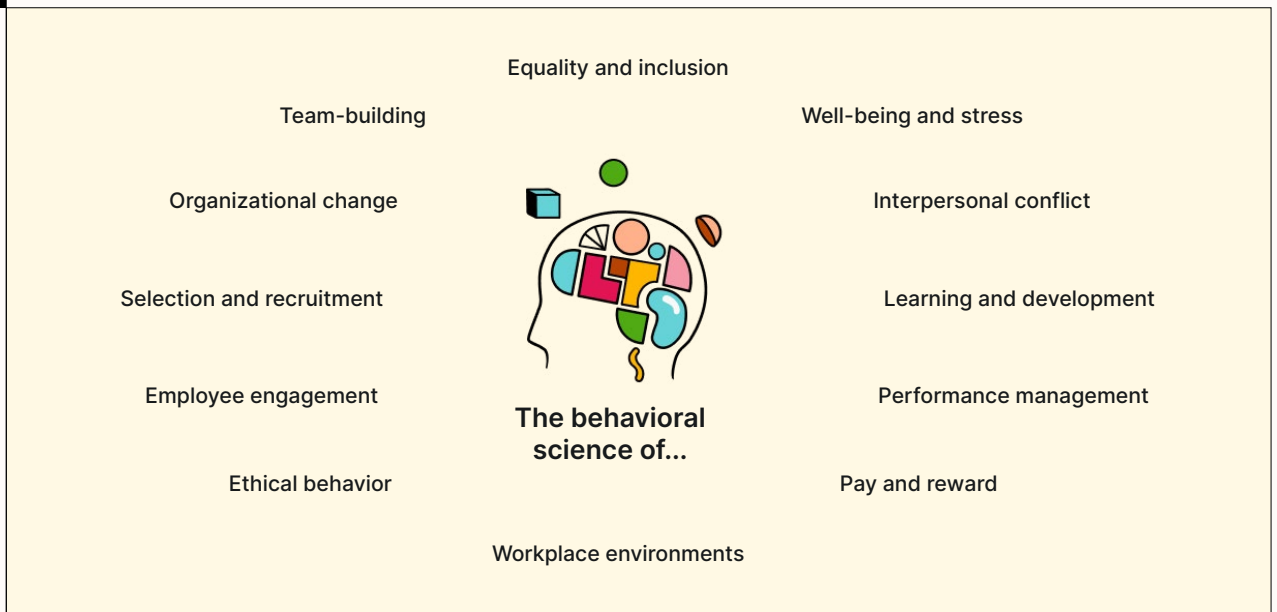 Equality and inclusion
Team-building
Well-being and stress
Organizational change
Interpersonal conflict
Selection and recruitment
Learning and development
Employee engagement
Performance management
The behavioral
science of...
Ethical behavior
Pay and reward
Workplace environments